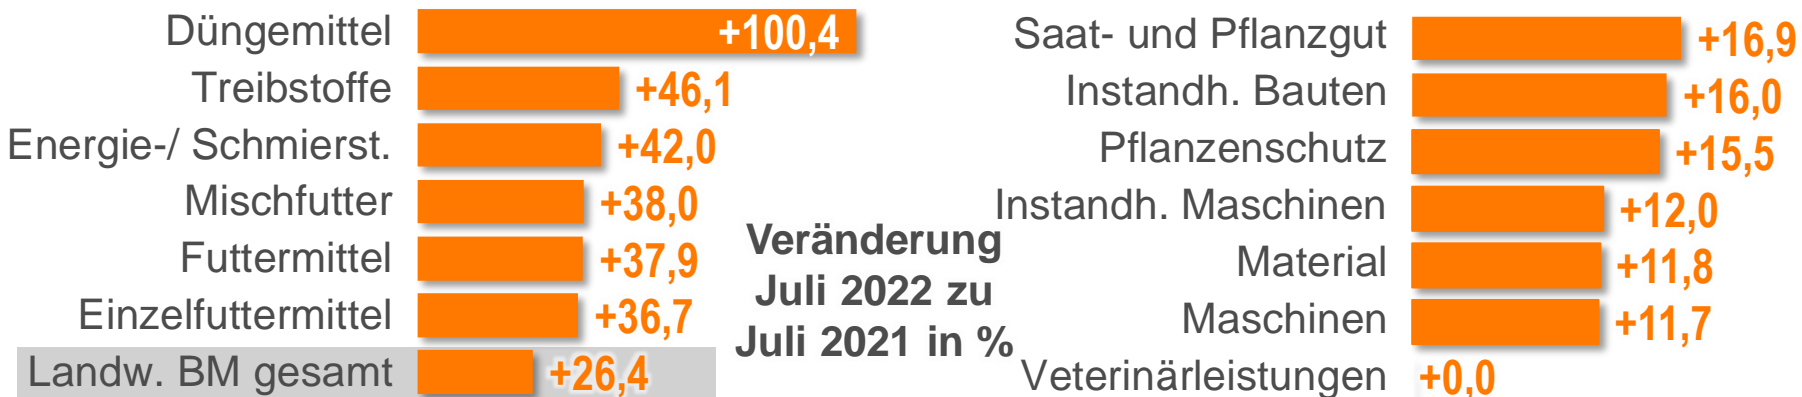 Düngemittel +100,4
Treibstoffe +46,1
Energie-/ Schmierst. +42,0
Mischfutter +38,0
Futtermittel +37,9
Einzelfuttermittel +36,7
Landw. BM gesamt +26,4
Veränderung
Juli 2022 zu
Juli 2021 in %
Saat- und Pflanzgut +16,9
Instandh. Bauten +16,0
Pflanzenschutz +15,5
Instandh. Maschinen +12,0
Material +11,8
Maschinen +11,7
Veterinärleistungen +0,0